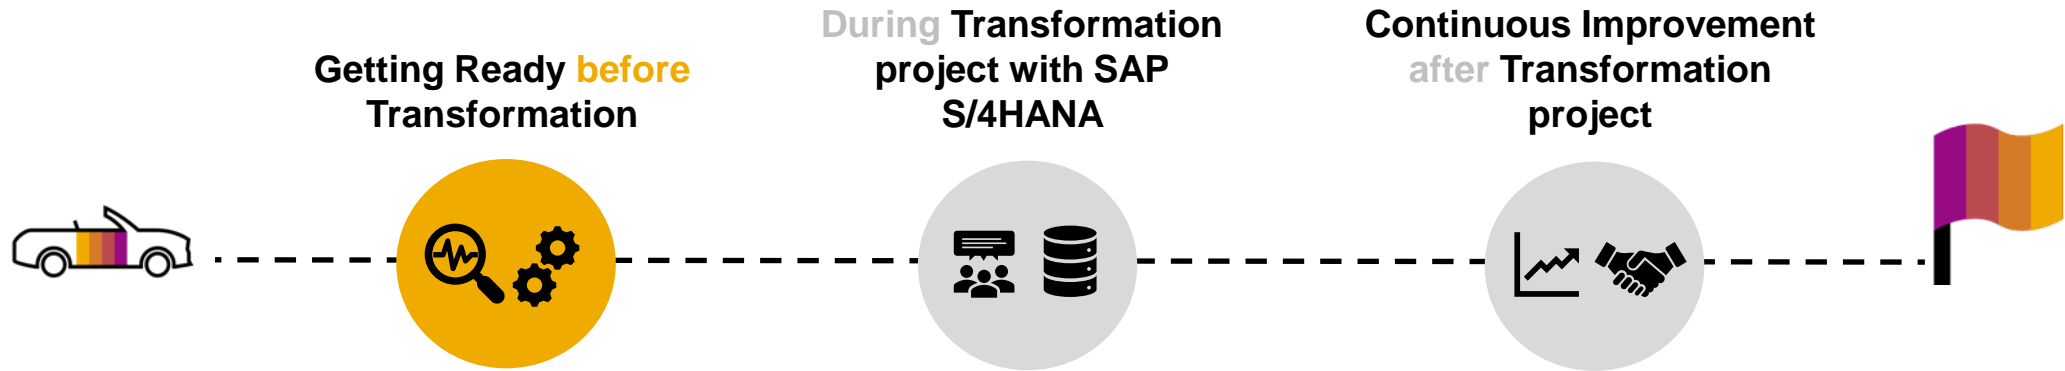 Getting Ready before
Transformation
During Transformation
project with SAP
S/4HANA
Continuous Improvement
after Transformation
project